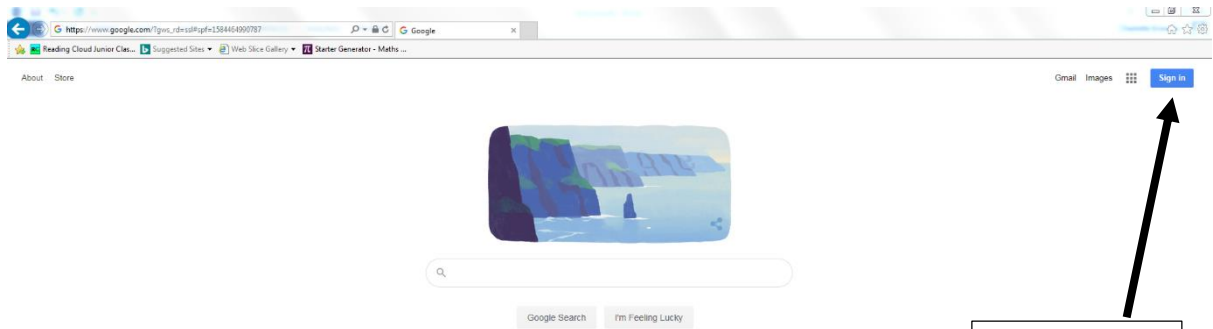 https://www.google.com/?gws_rd=ssl#spf=1584464990787
Google
Reading Cloud Junior Clas... Suggested Sites Web Slice Gallery Starter Generator - Maths ...
About Store
Gmail Images Sign in
Google Search I'm Feeling Lucky